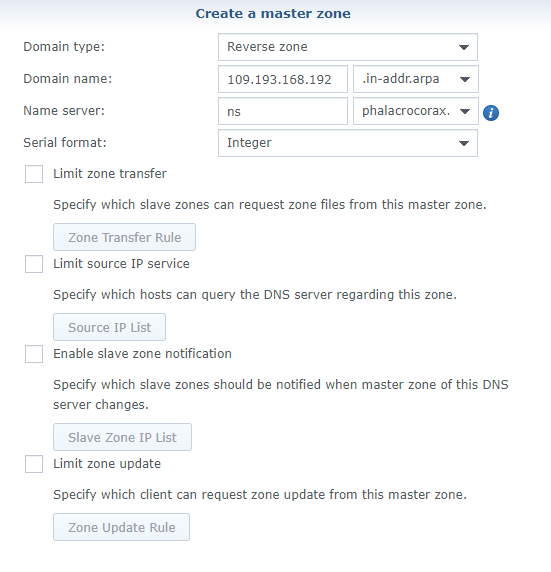 Create a master zone
Domain type: Reverse zone
Domain name: 109.193.168.192 .in-addr.arpa
Name server: ns phalacrocorax.
Serial format: Integer
Limit zone transfer
Specify which slave zones can request zone files from this master zone.
Zone Transfer Rule
Limit source IP service
Specify which hosts can query the DNS server regarding this zone.
Source IP List
Enable slave zone notification
Specify which slave zones should be notified when master zone of this DNS
server changes.
Slave Zone IP List
Limit zone update
Specify which client can request zone update from this master zone.
Zone Update Rule